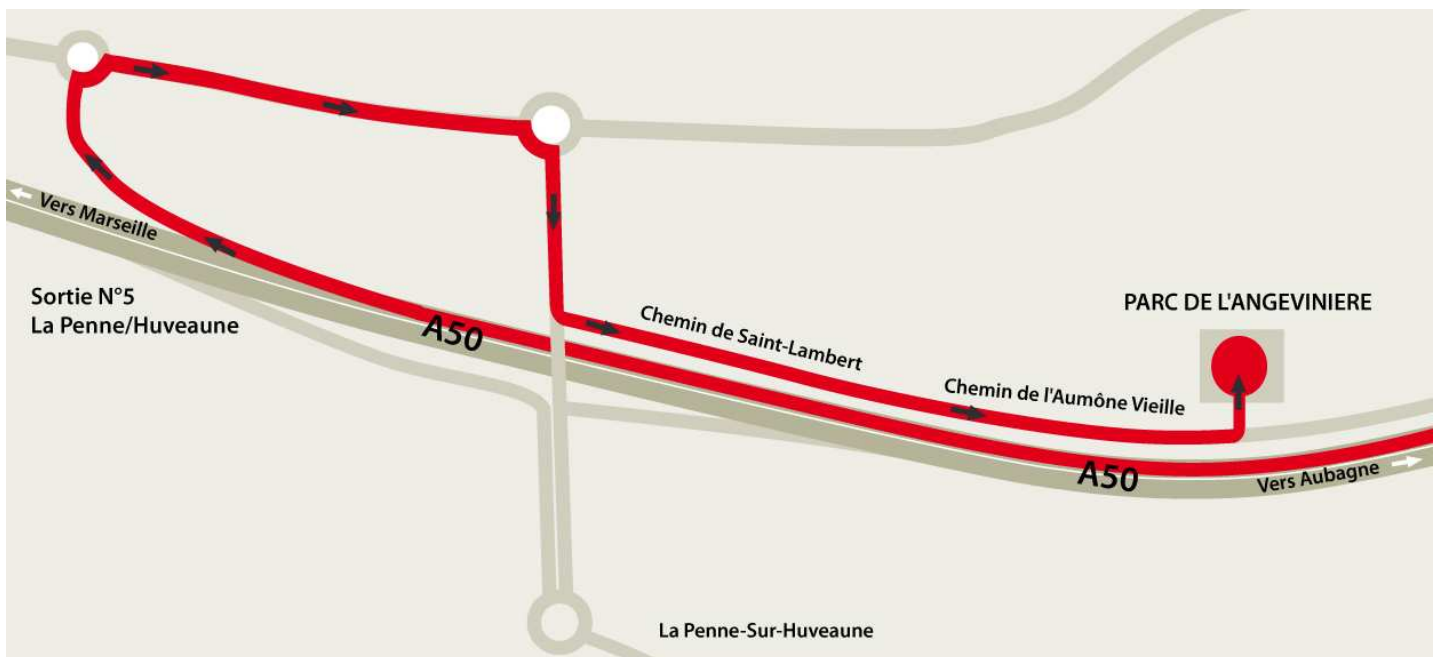 Vers Marseille
Sortie N°5
La Penne/Huveaune
A50
Chemin de Saint-Lambert
PARC DE L'ANGEVINIERE
Chemin de l'Aumône Vieille
A50
Vers Aubagne
La Penne-Sur-Huveaune